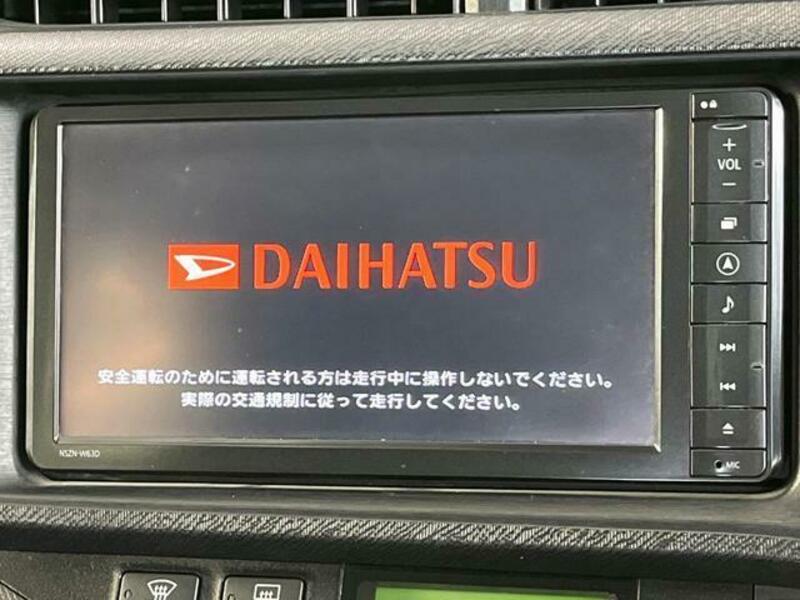 DAIHATSU
安全運転のために運転される方は走行中に操作しないでください。
実際の交通規制に従って走行してください。
NSZN-W63D
+
VOL
−
MIC